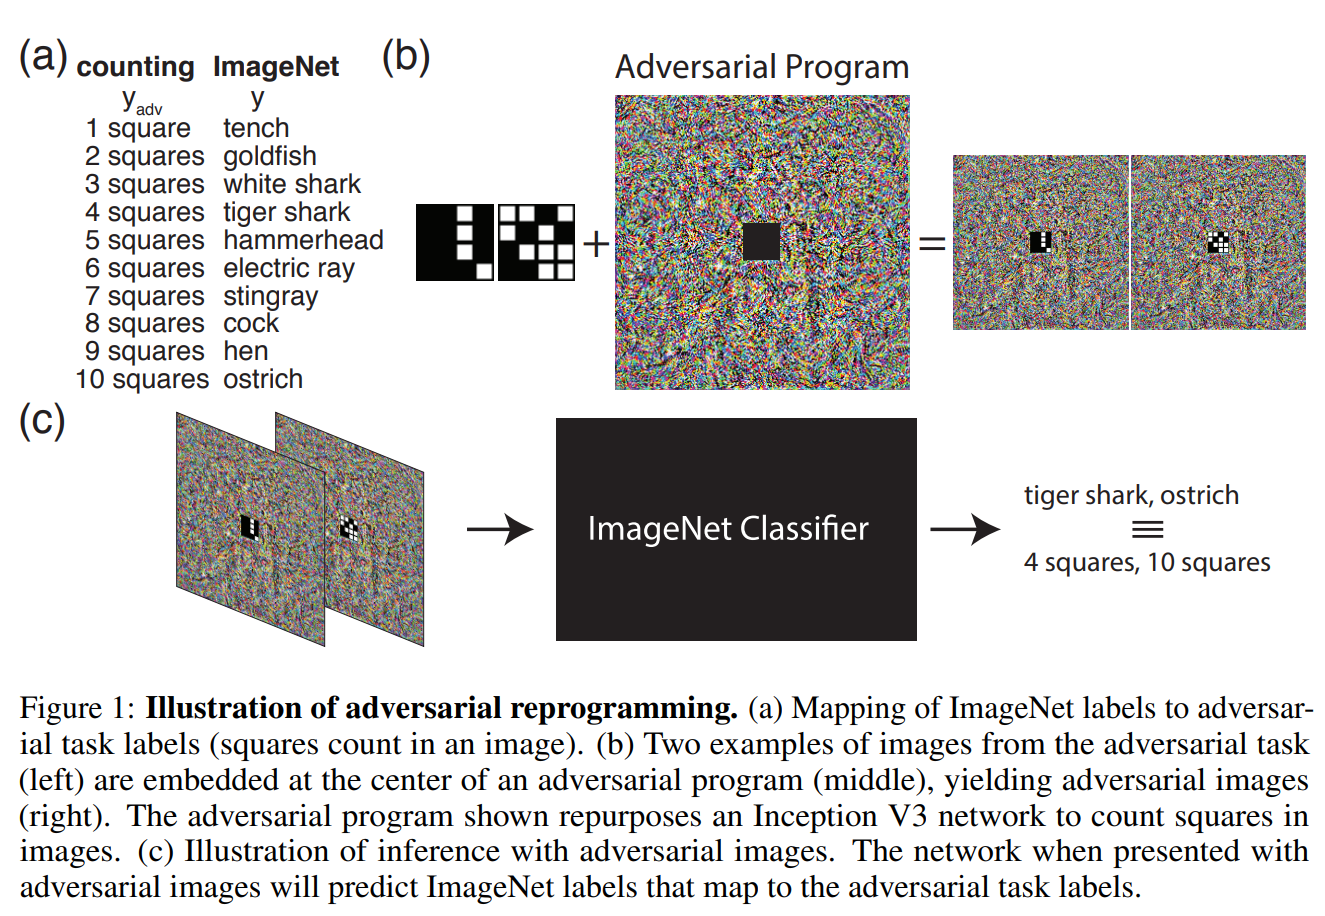 (a) counting ImageNet
y_adv y
1 square tench
2 squares goldfish
3 squares white shark
4 squares tiger shark
5 squares hammerhead
6 squares electric ray
7 squares stingray
8 squares cock
9 squares hen
10 squares ostrich
(b) Adversarial Program
+ =
(c)
ImageNet Classifier
tiger shark, ostrich
≡
4 squares, 10 squares
Figure 1: Illustration of adversarial reprogramming. (a) Mapping of ImageNet labels to adversar-
ial task labels (squares count in an image). (b) Two examples of images from the adversarial task
(left) are embedded at the center of an adversarial program (middle), yielding adversarial images
(right). The adversarial program shown repurposes an Inception V3 network to count squares in
images. (c) Illustration of inference with adversarial images. The network when presented with
adversarial images will predict ImageNet labels that map to the adversarial task labels.